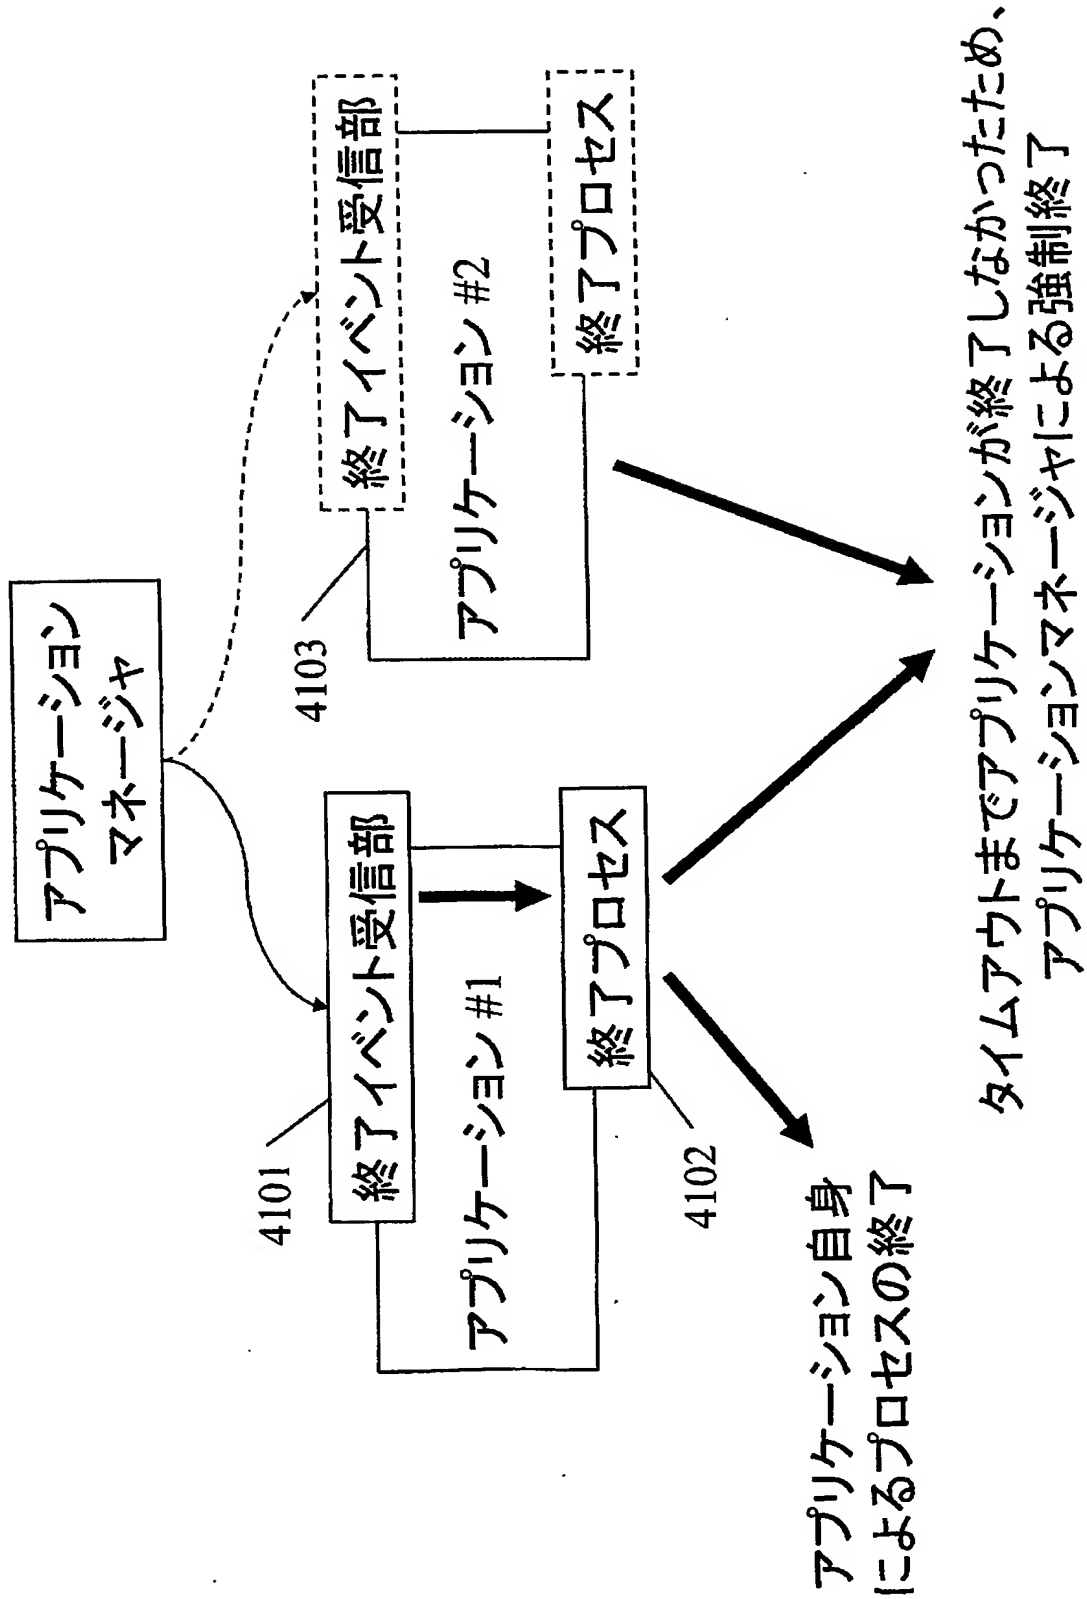 アプリケーション
マネージャ
4101
終了イベント受信部
アプリケーション #1
終了プロセス
4102
4103
終了イベント受信部
アプリケーション #2
終了プロセス
アプリケーション自身
によるプロセスの終了
タイムアウトまでアプリケーションが終了しなかったため、
アプリケーションマネージャによる強制終了